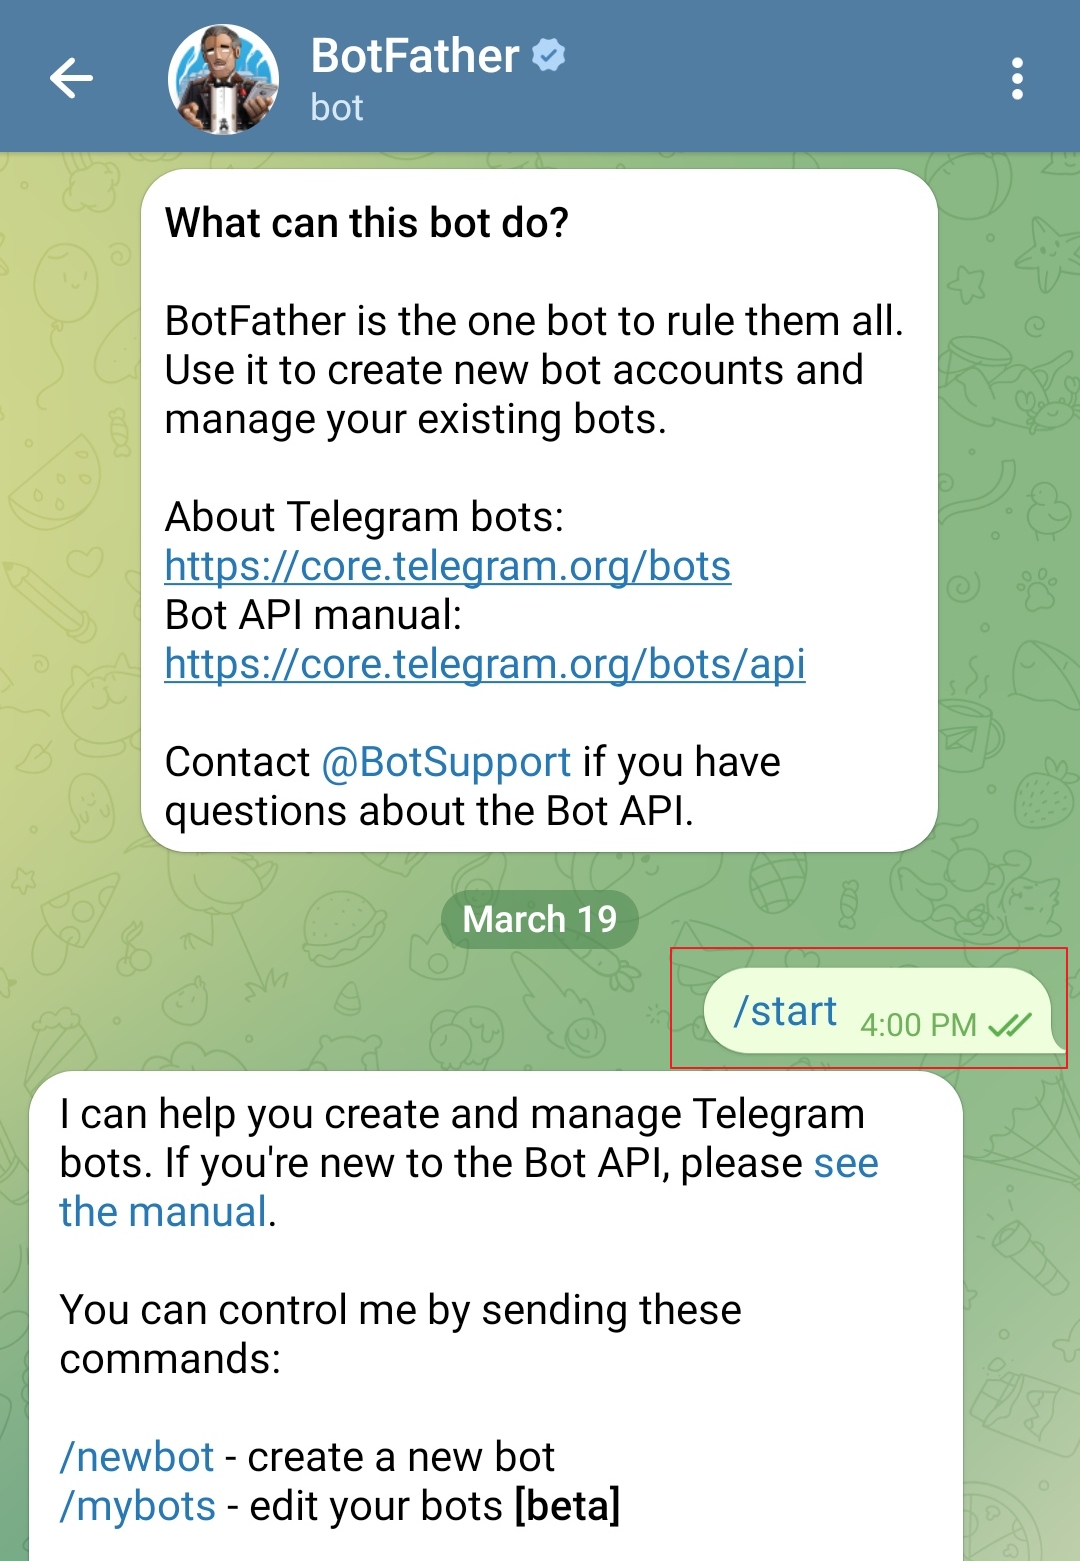 BotFather
bot
What can this bot do?
BotFather is the one bot to rule them all.
Use it to create new bot accounts and
manage your existing bots.
About Telegram bots:
https://core.telegram.org/bots
Bot API manual:
https://core.telegram.org/bots/api
Contact @BotSupport if you have
questions about the Bot API.
March 19
/start 4:00 PM
I can help you create and manage Telegram
bots. If you're new to the Bot API, please see
the manual.
You can control me by sending these
commands:
/newbot - create a new bot
/mybots - edit your bots [beta]